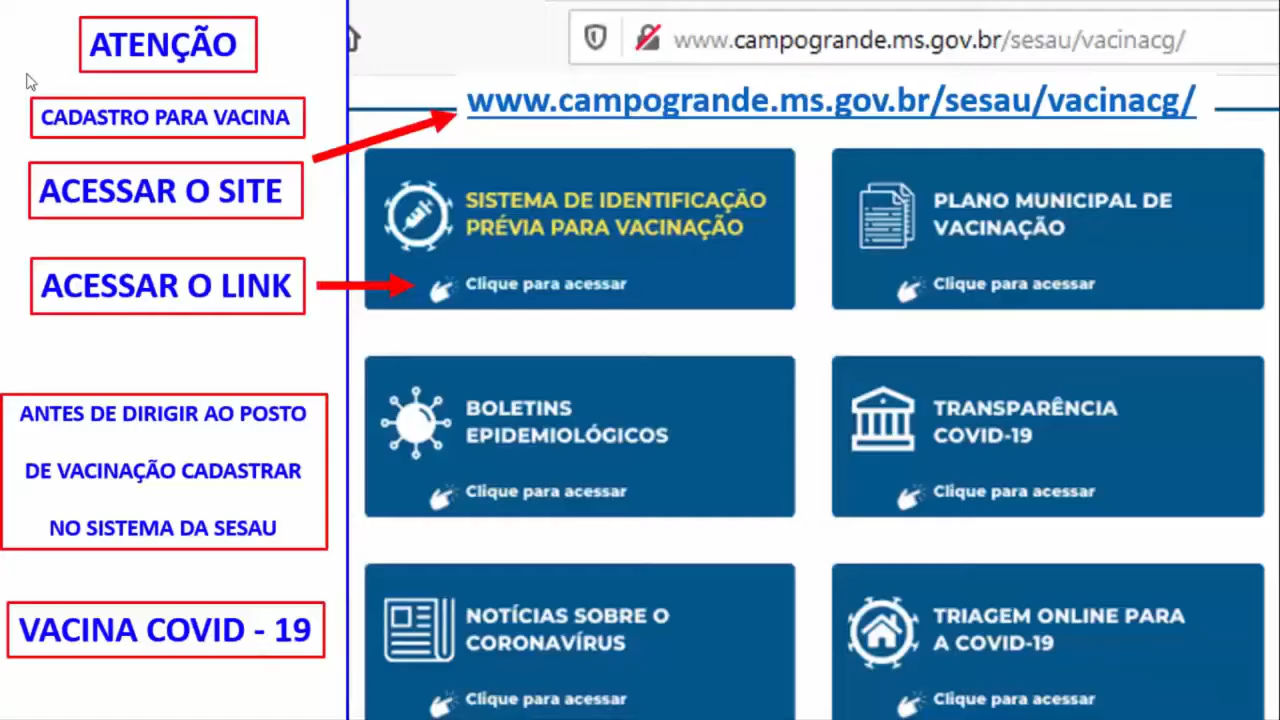 ATENÇÃO
CADASTRO PARA VACINA
ACESSAR O SITE
ACESSAR O LINK
ANTES DE DIRIGIR AO POSTO
DE VACINAÇÃO CADASTRAR
NO SISTEMA DA SESAU
VACINA COVID - 19
www.campogrande.ms.gov.br/sesau/vacinacg/
www.campogrande.ms.gov.br/sesau/vacinacg/
SISTEMA DE IDENTIFICAÇÃO
PRÉVIA PARA VACINAÇÃO
Clique para acessar
PLANO MUNICIPAL DE
VACINAÇÃO
Clique para acessar
BOLETINS
EPIDEMIOLÓGICOS
Clique para acessar
TRANSPARÊNCIA
COVID-19
Clique para acessar
NOTÍCIAS SOBRE O
CORONAVÍRUS
Clique para acessar
TRIAGEM ONLINE PARA
A COVID-19
Clique para acessar